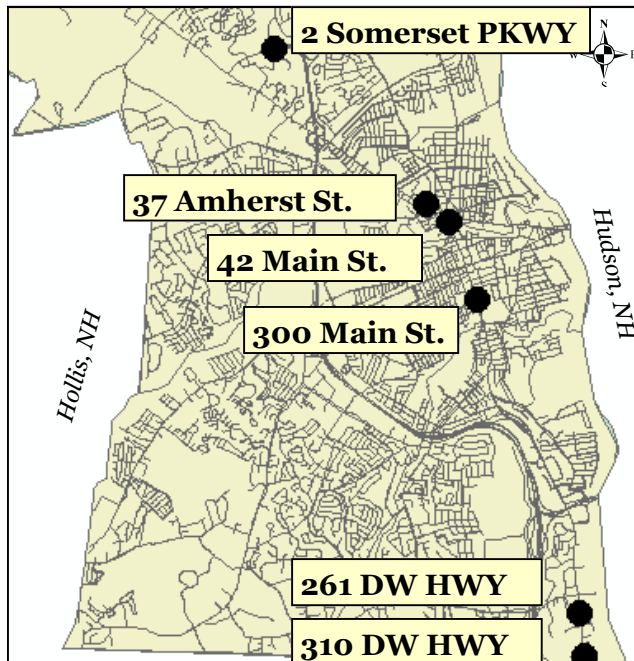 2 Somerset PKWY
N
W E
S
37 Amherst St.
42 Main St.
Hudson, NH
300 Main St.
Hollis, NH
261 DW HWY
310 DW HWY